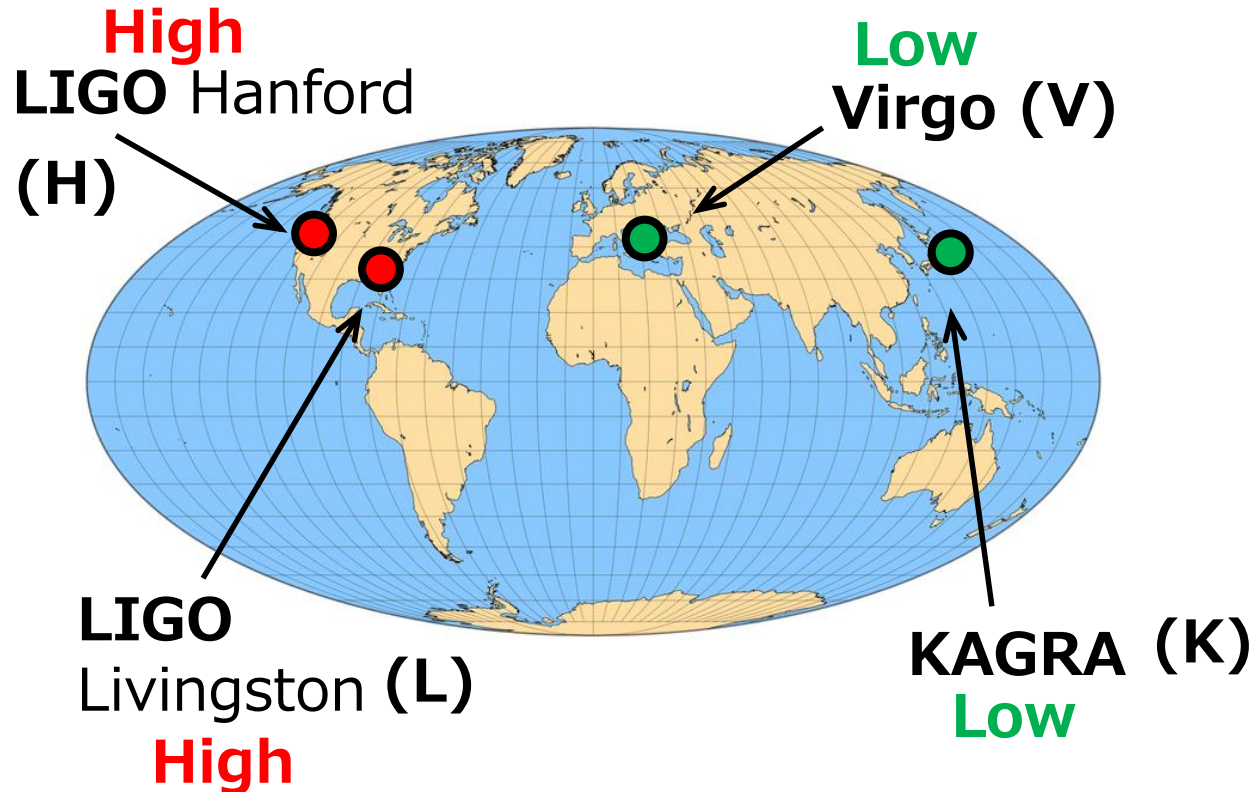 High
LIGO Hanford
(H)
Low
Virgo (V)
LIGO
Livingston (L)
High
KAGRA (K)
Low